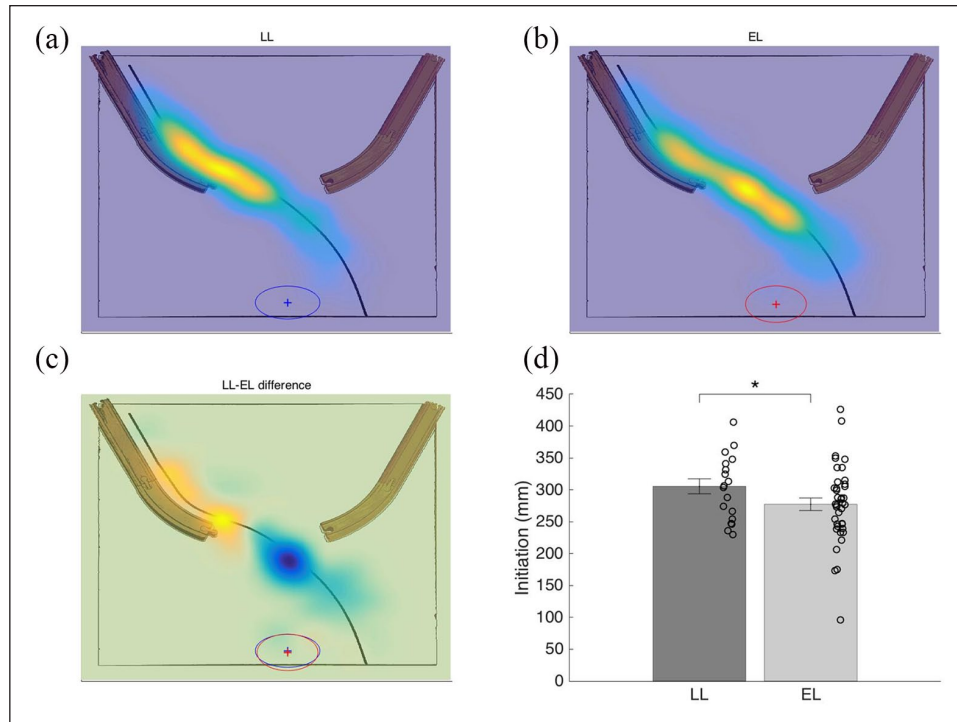 (a)
LL
(b)
EL
(c)
LL-EL difference
(d)
*
Initiation (mm)
450
400
350
300
250
200
150
100
50
0
LL
EL